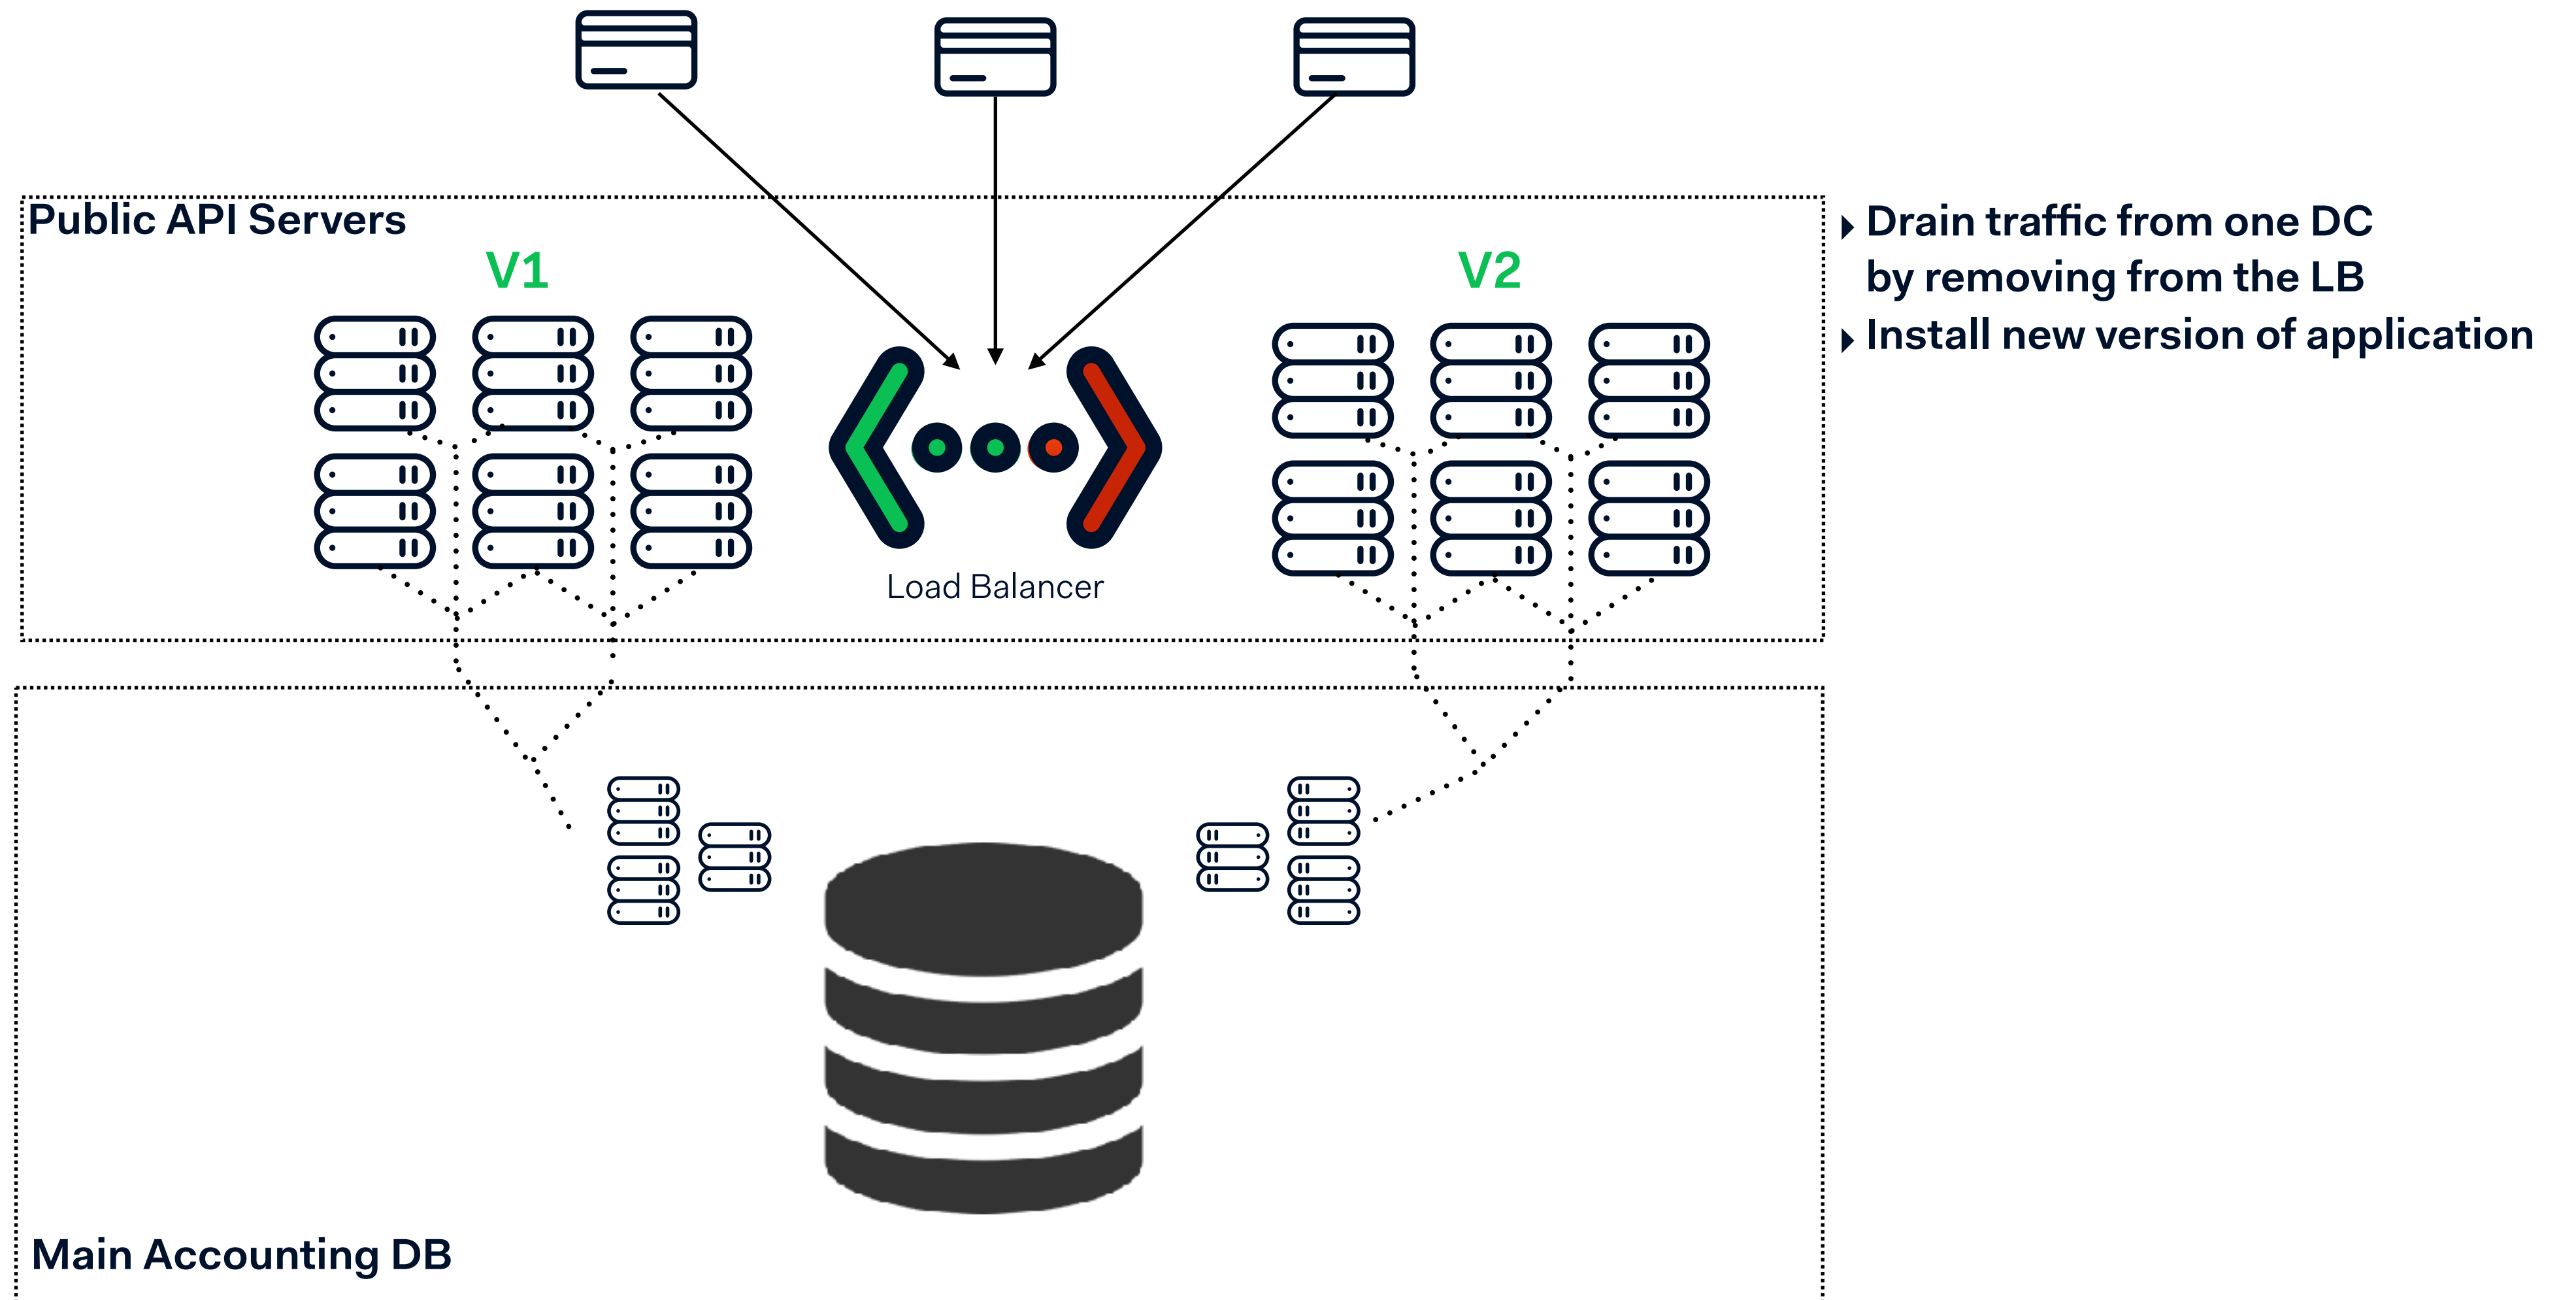 Public API Servers
V1
V2
Load Balancer
▸ Drain traffic from one DC
by removing from the LB
▸ Install new version of application
Main Accounting DB